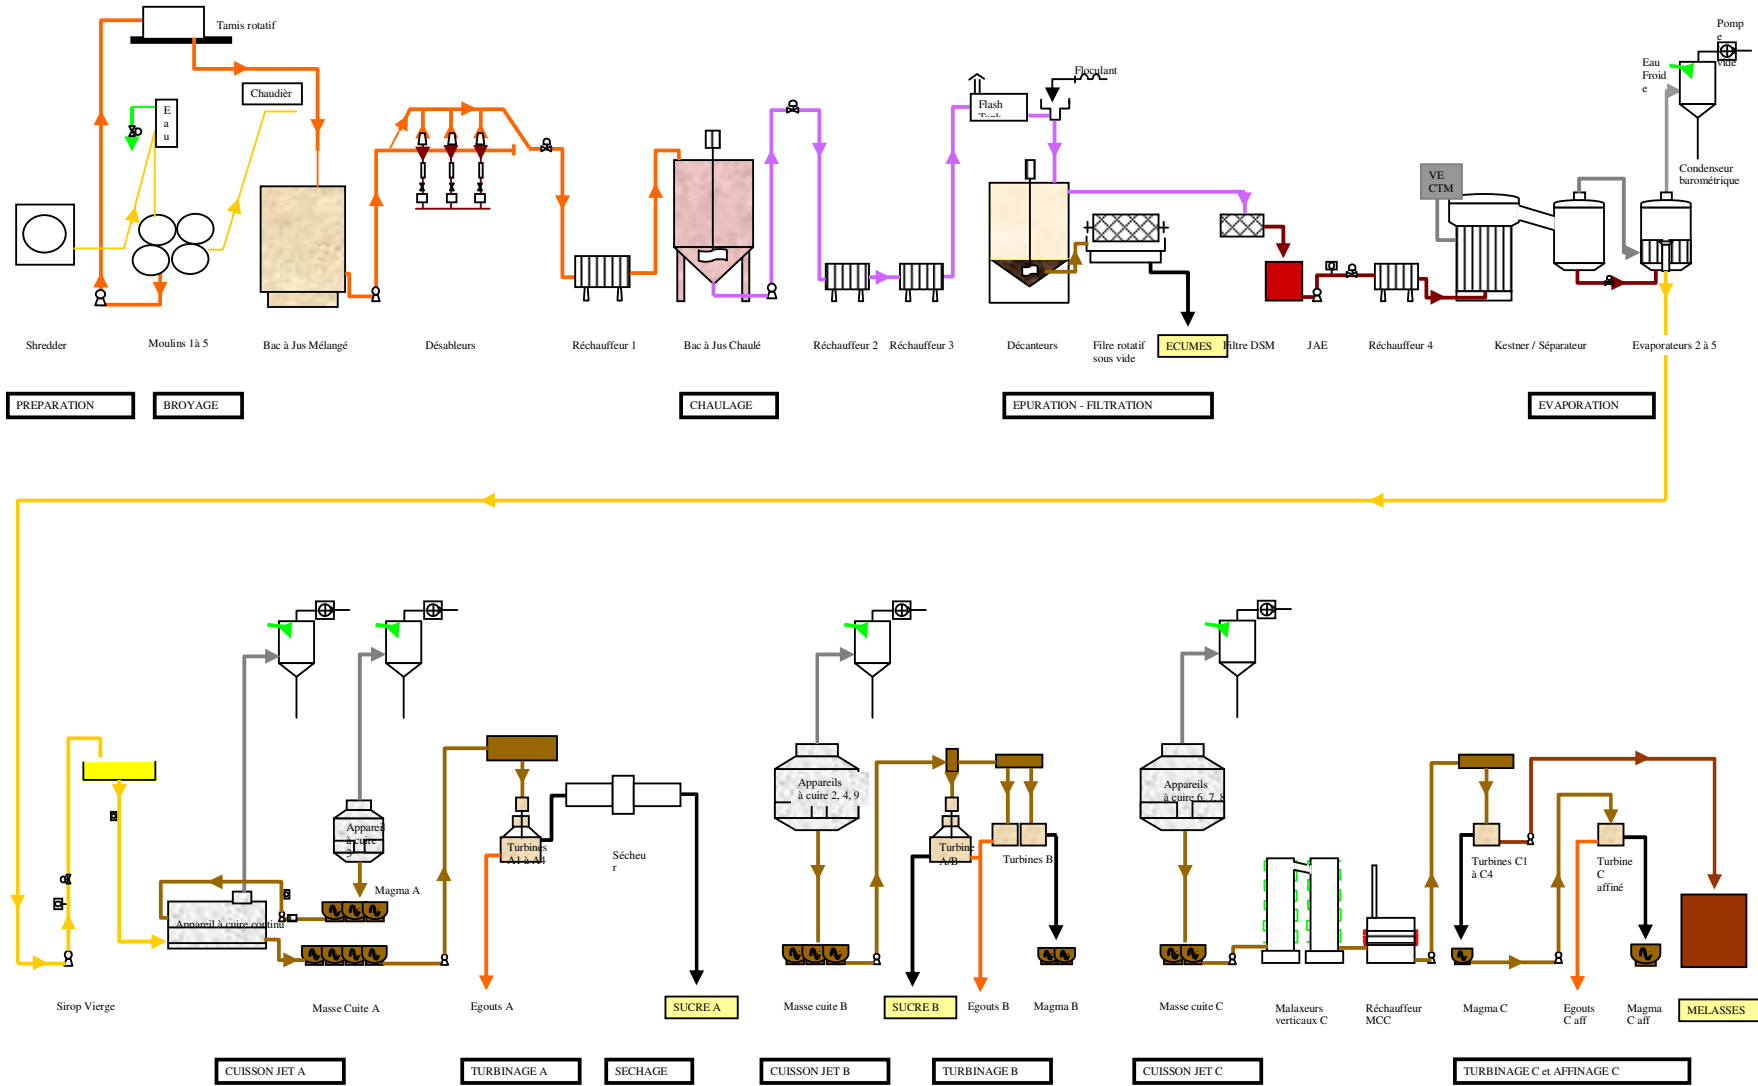 Tamis rotatif
Chaudièr
E
a
u
Floculant
Flash
Tank
Pomp
e
vide
Eau
Froid
e
Condenseur
barométrique
VE
CTM
Shredder
Moulins 1à 5
Bac à Jus Mélangé
Désableurs
Réchauffeur 1
Bac à Jus Chaulé
Réchauffeur 2
Réchauffeur 3
Décanteurs
Filre rotatif
sous vide
ECUMES
Filtre DSM
JAE
Réchauffeur 4
Kestner / Séparateur
Evaporateurs 2 à 5
PREPARATION
BROYAGE
CHAULAGE
EPURATION - FILTRATION
EVAPORATION
Appareil
à cuire
3
Magma A
Appareil à cuire continu
Turbines
A1 à A4
Sécheu
r
Appareils
à cuire 2, 4, 9
Turbine
A/B
Turbines B
Appareils
à cuire 6, 7, 8
Turbines C1
à C4
Turbine
C
affiné
Sirop Vierge
Masse Cuite A
Egouts A
SUCRE A
Masse cuite B
SUCRE B
Egouts B
Magma B
Masse cuite C
Malaxeurs
verticaux C
Réchauffeur
MCC
Magma C
Egouts
C aff
Magma
C aff
MELASSES
CUISSON JET A
TURBINAGE A
SECHAGE
CUISSON JET B
TURBINAGE B
CUISSON JET C
TURBINAGE C et AFFINAGE C